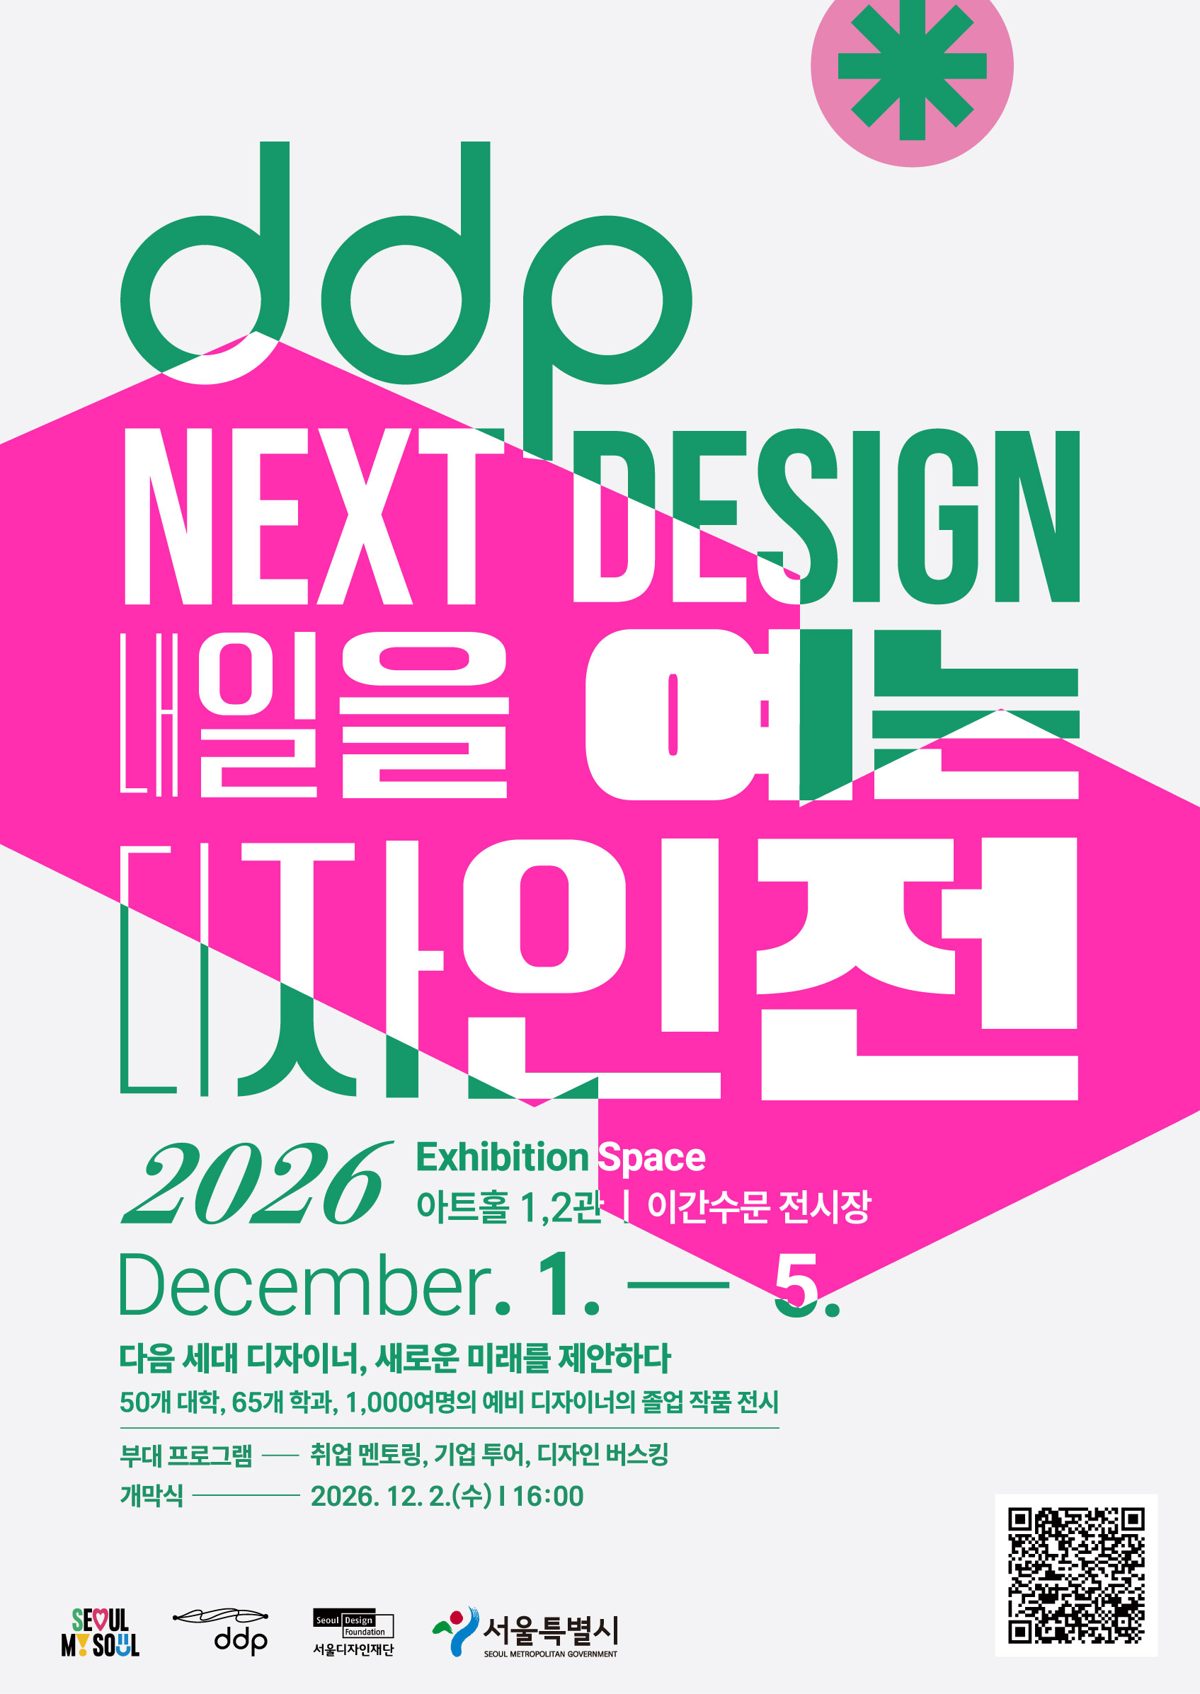 ddp
NEXT DESIGN
내일을 여는
디자인전
2026
Exhibition Space
아트홀 1,2관 | 이간수문 전시장
December. 1. — 5.
다음 세대 디자이너, 새로운 미래를 제안하다
50개 대학, 65개 학과, 1,000여명의 예비 디자이너의 졸업 작품 전시
부대 프로그램 — 취업 멘토링, 기업 투어, 디자인 버스킹
개막식 — 2026. 12. 2.(수) I 16:00
SEOUL
MY SOUL
ddp
Seoul Design
Foundation
서울디자인재단
서울특별시
SEOUL METROPOLITAN GOVERNMENT